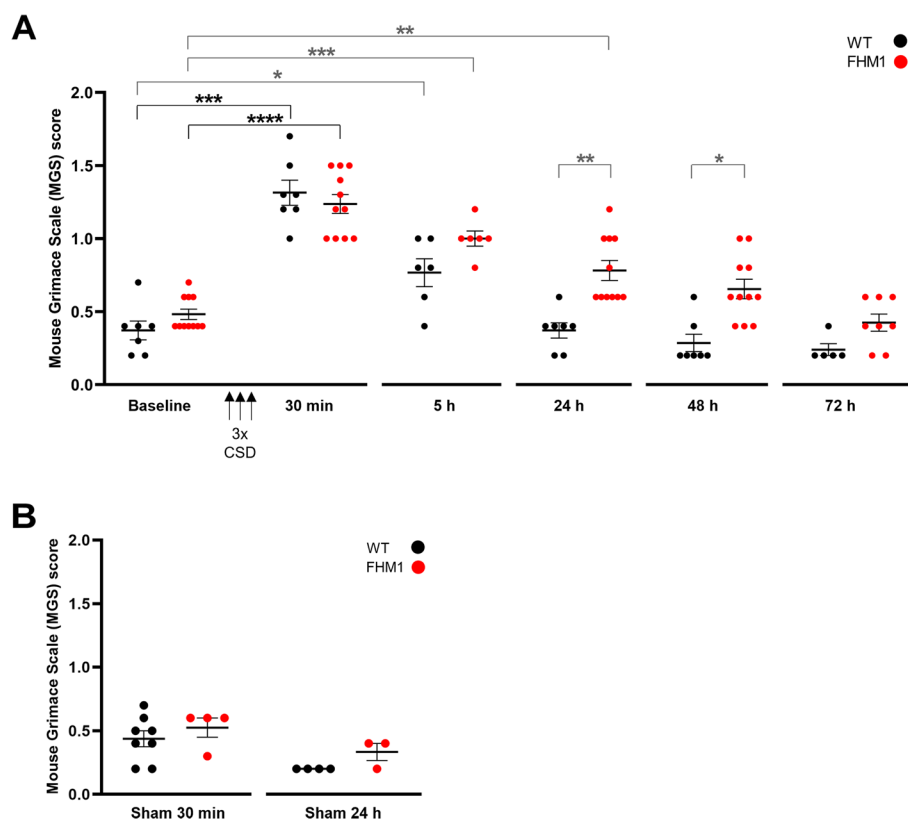 A
WT
FHM1
**
***
*
***
****
**
*
Mouse Grimace Scale (MGS) score
2.0
1.5
1.0
0.5
0.0
Baseline 30 min 5 h 24 h 48 h 72 h
3x
CSD
B
WT
FHM1
Mouse Grimace Scale (MGS) score
2.0
1.5
1.0
0.5
0.0
Sham 30 min Sham 24 h